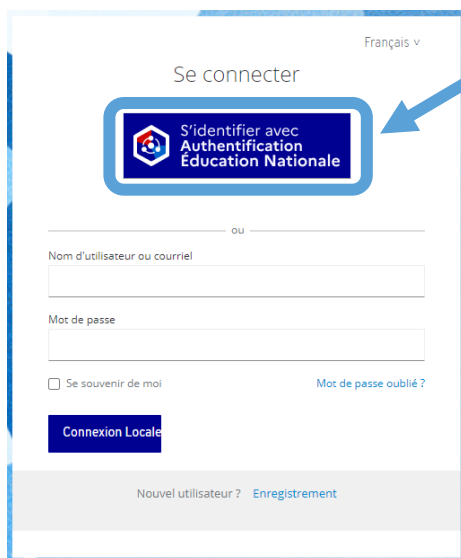 Français v
Se connecter
S'identifier avec
Authentification
Éducation Nationale
ou
Nom d'utilisateur ou courriel
Mot de passe
Se souvenir de moi Mot de passe oublié ?
Connexion Locale
Nouvel utilisateur ? Enregistrement